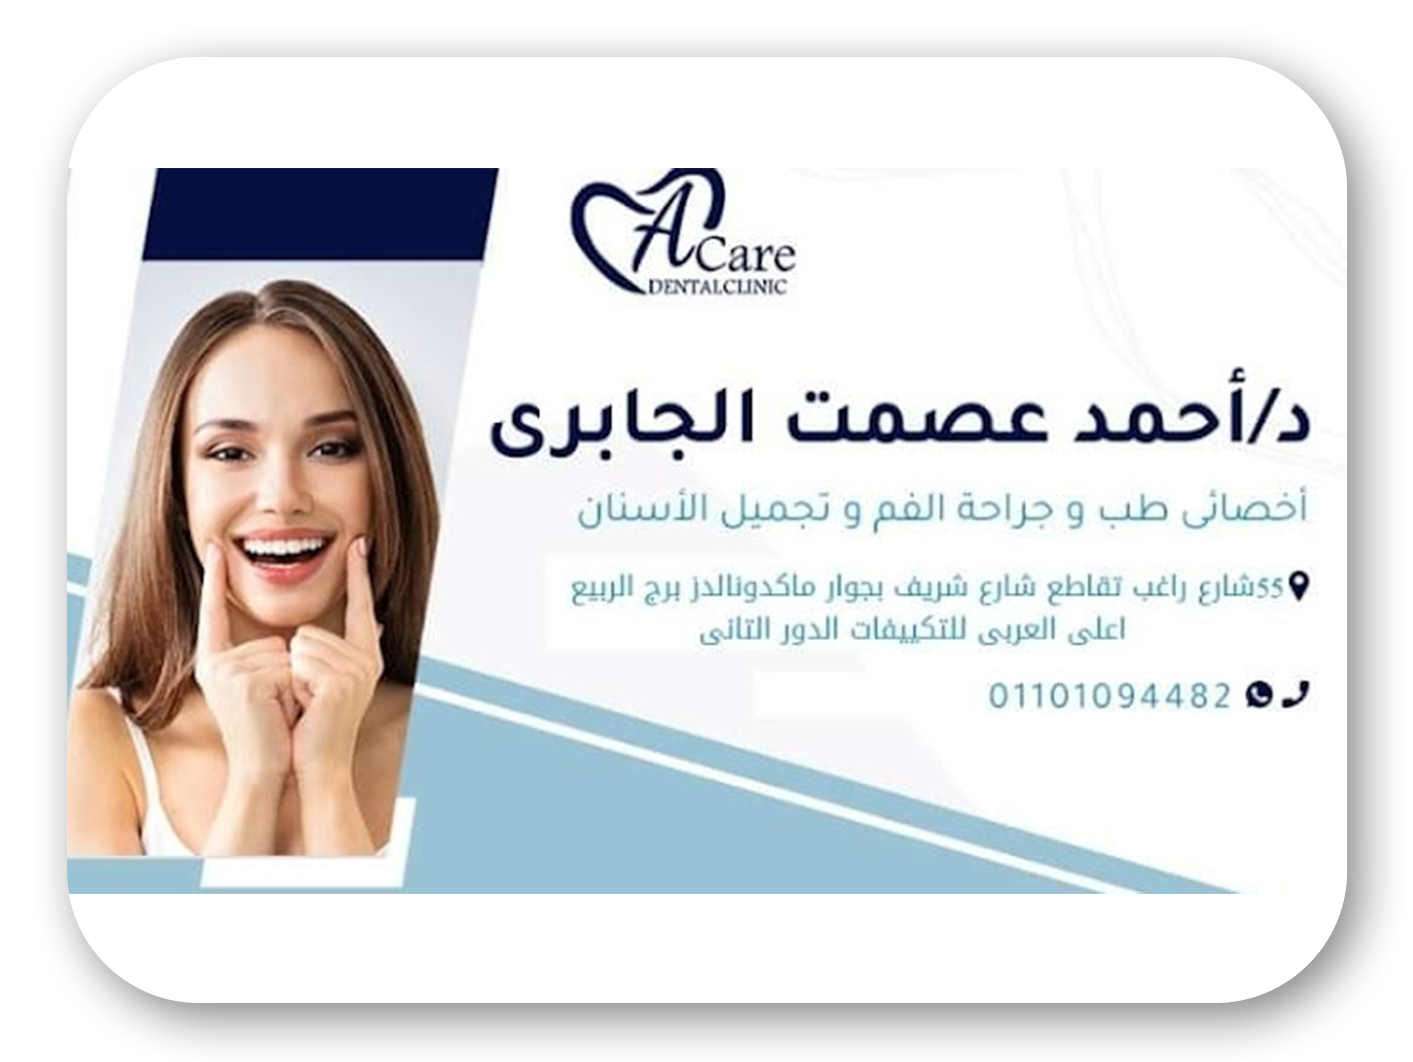 A Care
DENTALCLINIC
د/أحمد عصمت الجابرى
أخصائى طب و جراحة الفم و تجميل الأسنان
55شارع راغب تقاطع شارع شريف بجوار ماكدونالدز برج الربيع
اعلى العربى للتكييفات الدور الثانى
01101094482